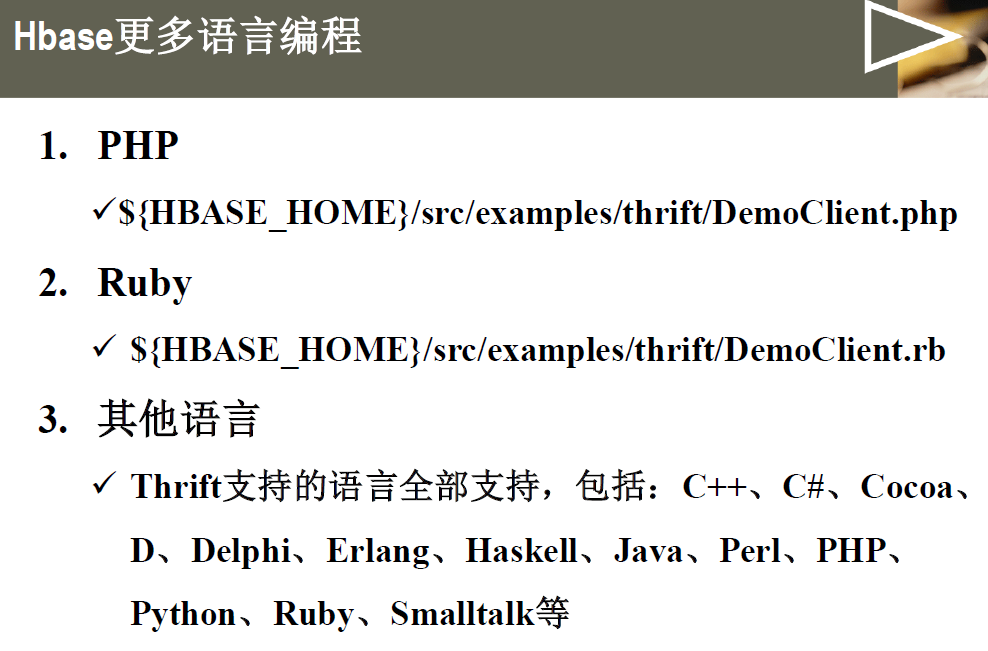 Hbase更多语言编程
1. PHP
✓${HBASE_HOME}/src/examples/thrift/DemoClient.php
2. Ruby
✓ ${HBASE_HOME}/src/examples/thrift/DemoClient.rb
3. 其他语言
✓ Thrift支持的语言全部支持，包括：C++、C#、Cocoa、
D、Delphi、Erlang、Haskell、Java、Perl、PHP、
Python、Ruby、Smalltalk等